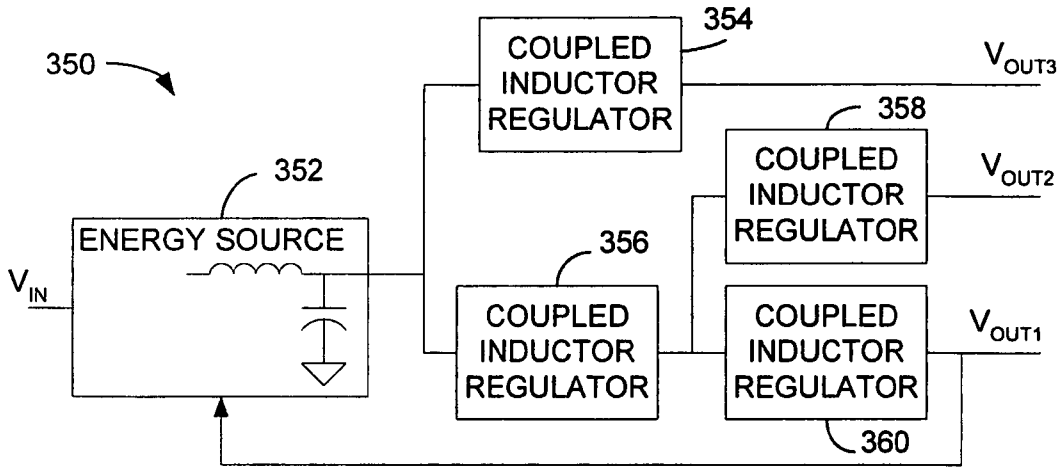 350
354
COUPLED
INDUCTOR
REGULATOR
V_OUT3
358
COUPLED
INDUCTOR
REGULATOR
V_OUT2
352
ENERGY SOURCE
V_IN
356
COUPLED
INDUCTOR
REGULATOR
COUPLED
INDUCTOR
REGULATOR
V_OUT1
360